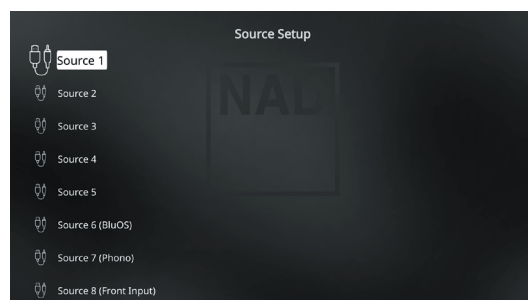 Source Setup
Source 1
NAD
Source 2
Source 3
Source 4
Source 5
Source 6 (BluOS)
Source 7 (Phono)
Source 8 (Front Input)